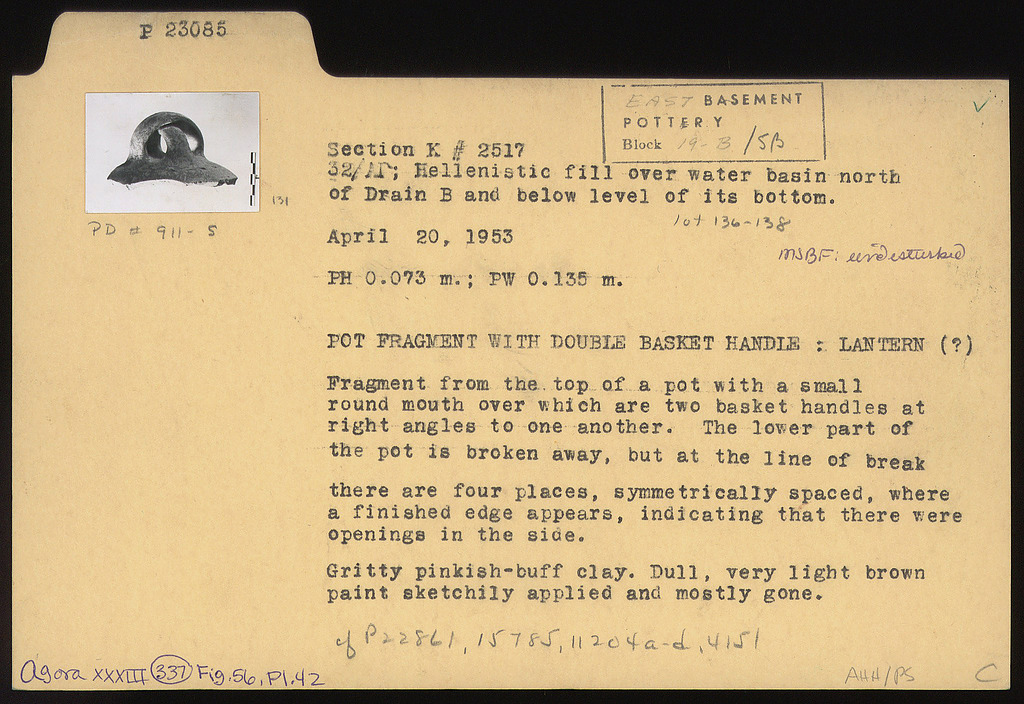 P 23085
EAST BASEMENT
POTTERY
Block 19-B /5B
Section K # 2517
32/ΛΓ; Hellenistic fill over water basin north
of Drain B and below level of its bottom.
lot 136-138
131
PD # 911-5
April 20, 1953
MSBF: undisturbed
PH 0.073 m.; PW 0.135 m.
POT FRAGMENT WITH DOUBLE BASKET HANDLE : LANTERN (?)
Fragment from the top of a pot with a small
round mouth over which are two basket handles at
right angles to one another. The lower part of
the pot is broken away, but at the line of break
there are four places, symmetrically spaced, where
a finished edge appears, indicating that there were
openings in the side.
Gritty pinkish-buff clay. Dull, very light brown
paint sketchily applied and mostly gone.
cf P22861, 15785, 11204a-d, 4151
Agora XXXIII 337 Fig.56, Pl.42
AHH/PS
C